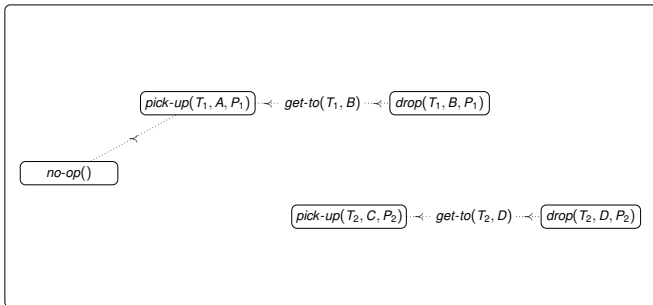 pick-up(T₁, A, P₁) ≺ get-to(T₁, B) ≺ drop(T₁, B, P₁)
≺
no-op()
pick-up(T₂, C, P₂) ≺ get-to(T₂, D) ≺ drop(T₂, D, P₂)